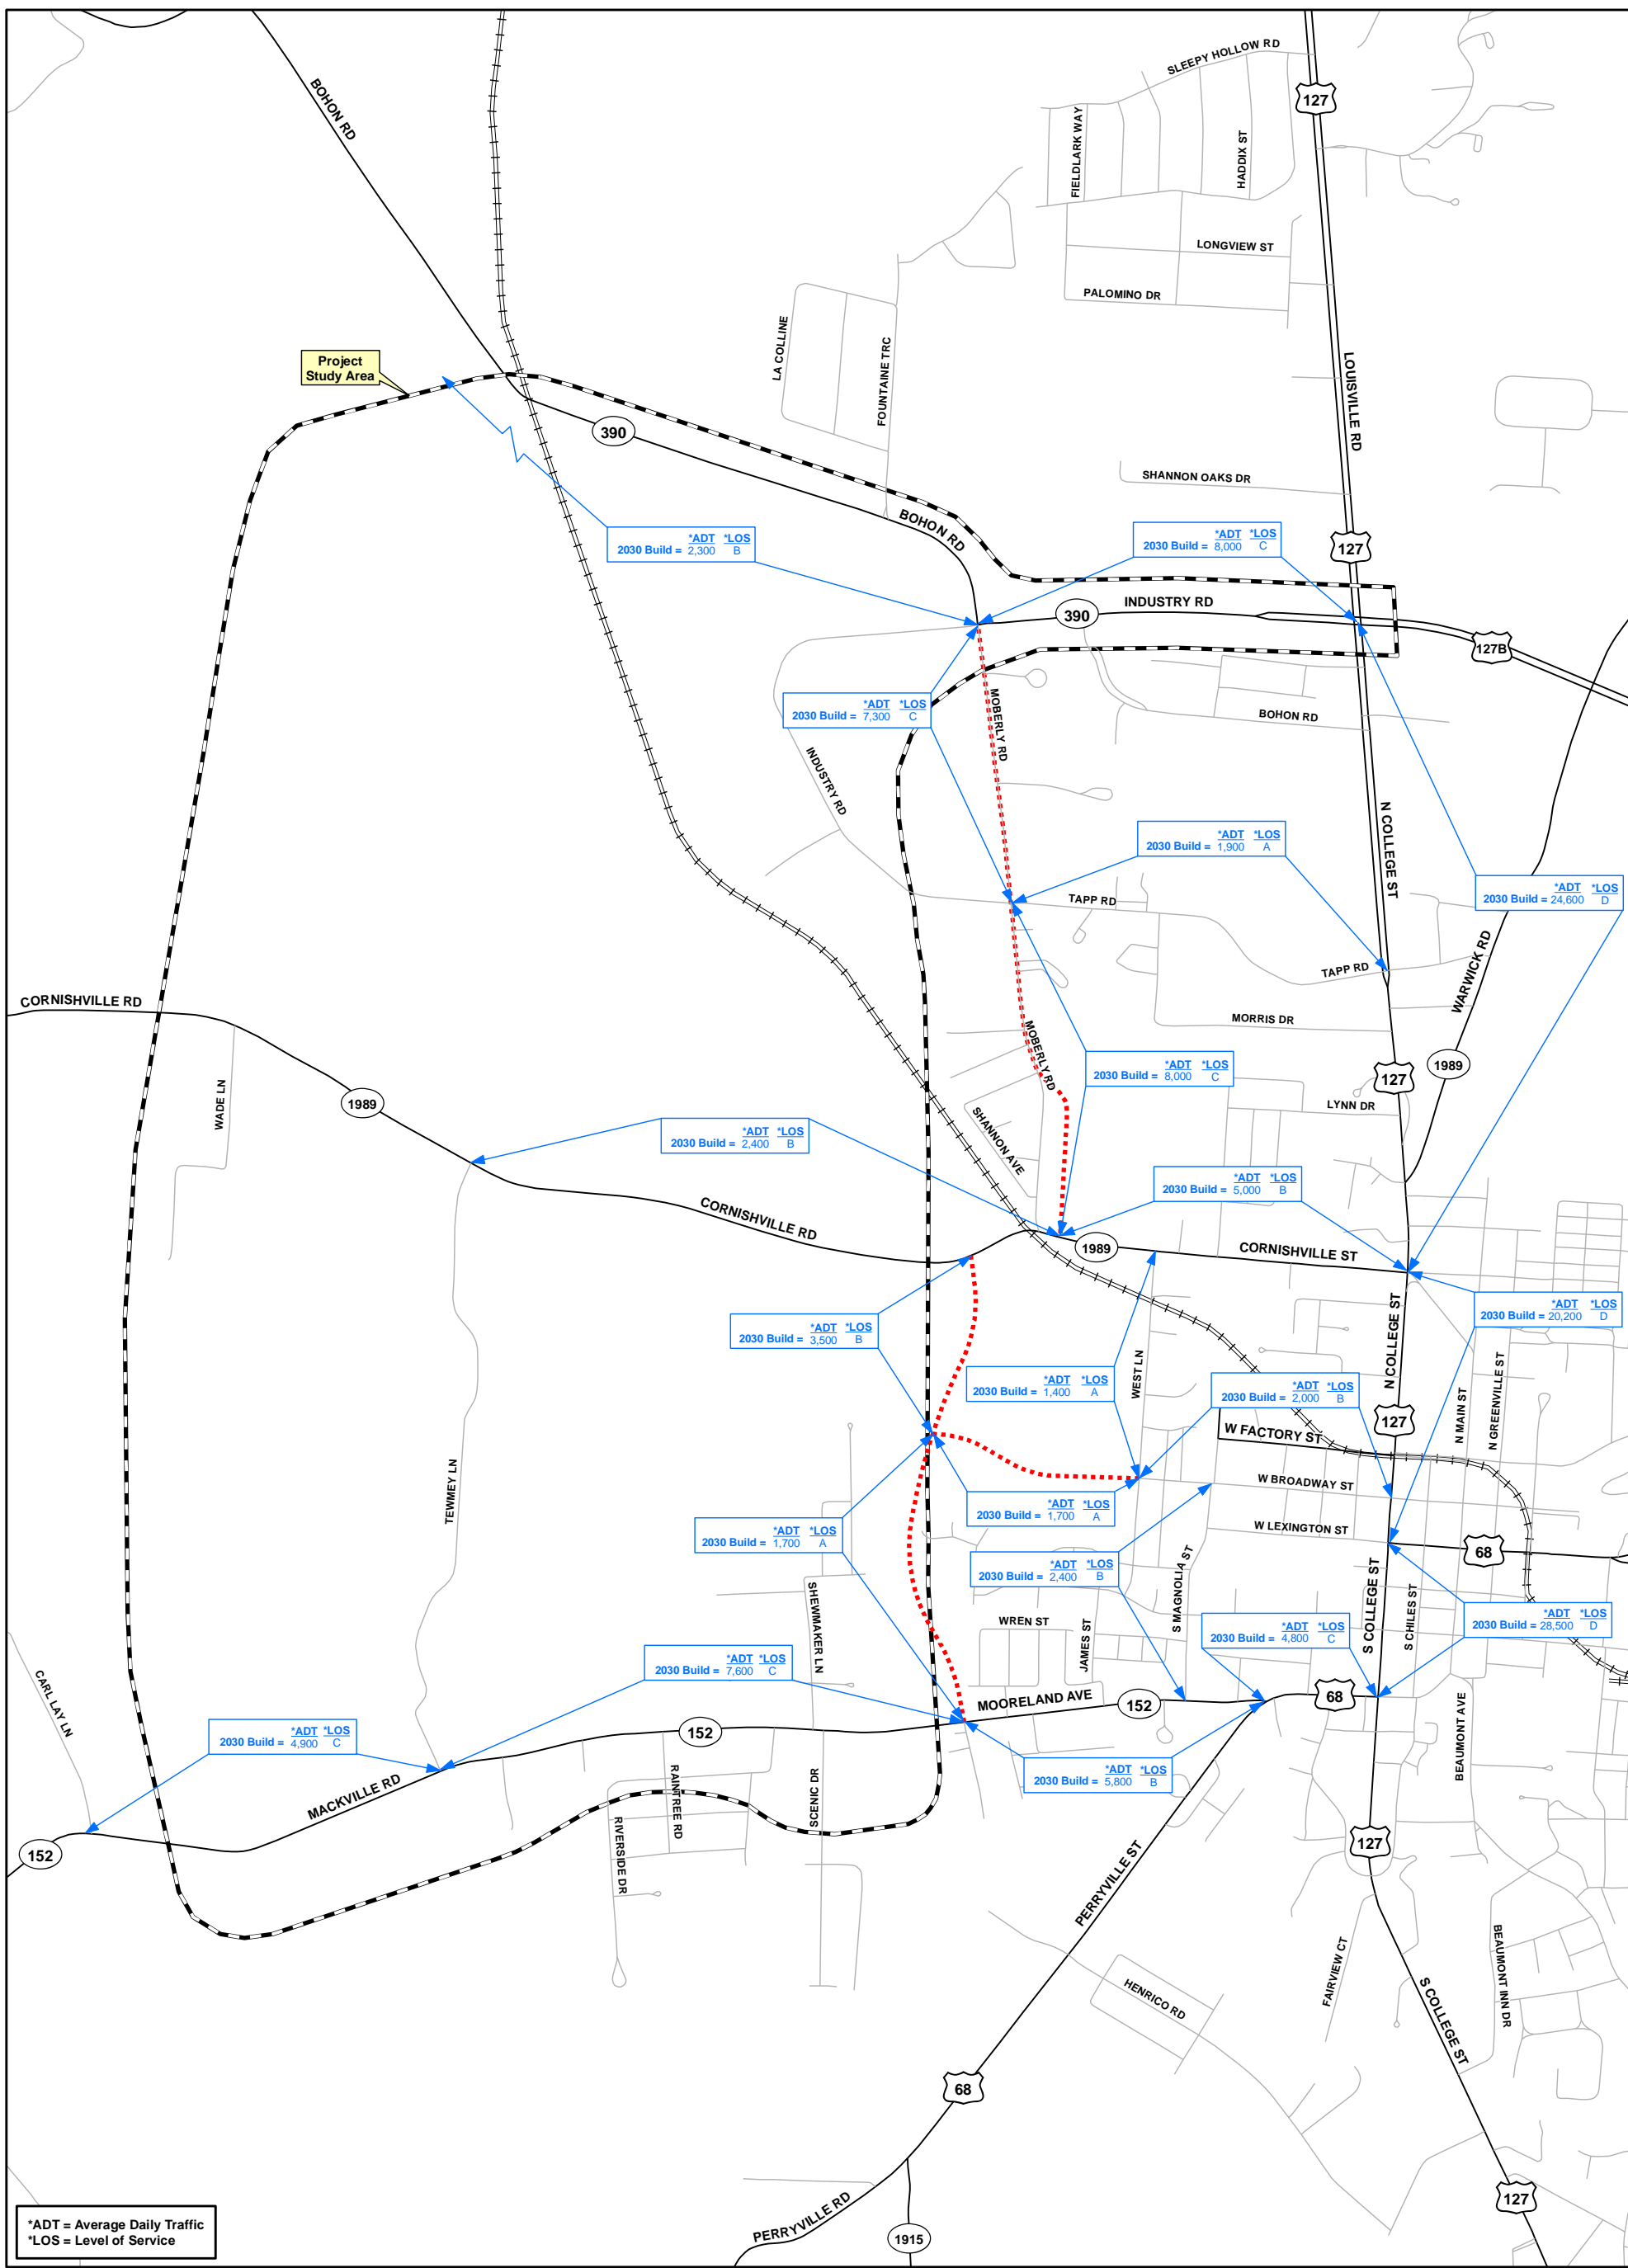 SLEEPY HOLLOW RD
BOHON RD
127
FIELDLARK WAY
HADDIX ST
LONGVIEW ST
PALOMINO DR
LA COLLINE
FOUNTAINE TRC
LOUISVILLE RD
Project
Study Area
390
SHANNON OAKS DR
BOHON RD
*ADT *LOS
2030 Build = 2,300 B
*ADT *LOS
2030 Build = 8,000 C
127
INDUSTRY RD
390
127B
*ADT *LOS
2030 Build = 7,300 C
MOBERLY RD
BOHON RD
INDUSTRY RD
N COLLEGE ST
*ADT *LOS
2030 Build = 1,900 A
*ADT *LOS
2030 Build = 24,600 D
TAPP RD
TAPP RD
WARWICK RD
CORNISHVILLE RD
MORRIS DR
MOBERLY RD
*ADT *LOS
2030 Build = 8,000 C
127
1989
WADE LN
1989
LYNN DR
SHANNON AVE
*ADT *LOS
2030 Build = 2,400 B
*ADT *LOS
2030 Build = 5,000 B
CORNISHVILLE RD
1989
CORNISHVILLE ST
*ADT *LOS
2030 Build = 20,200 D
*ADT *LOS
2030 Build = 3,500 B
N COLLEGE ST
WEST LN
*ADT *LOS
2030 Build = 1,400 A
*ADT *LOS
2030 Build = 2,000 B
N MAIN ST
N GREENVILLE ST
127
W FACTORY ST
TEWMEY LN
W BROADWAY ST
*ADT *LOS
2030 Build = 1,700 A
*ADT *LOS
2030 Build = 1,700 A
W LEXINGTON ST
68
*ADT *LOS
2030 Build = 2,400 B
S MAGNOLIA ST
S COLLEGE ST
S CHILES ST
SHEWMAKER LN
WREN ST
JAMES ST
*ADT *LOS
2030 Build = 4,800 C
*ADT *LOS
2030 Build = 28,500 D
*ADT *LOS
2030 Build = 7,600 C
CARL LAY LN
MOORELAND AVE
152
68
BEAUMONT AVE
*ADT *LOS
2030 Build = 4,900 C
152
*ADT *LOS
2030 Build = 5,800 B
MACKVILLE RD
RAINTREE RD
SCENIC DR
RIVERSIDE DR
152
127
PERRYVILLE ST
FAIRVIEW CT
BEAUMONT INN DR
HENRICO RD
S COLLEGE ST
68
127
PERRYVILLE RD
1915
*ADT = Average Daily Traffic
*LOS = Level of Service